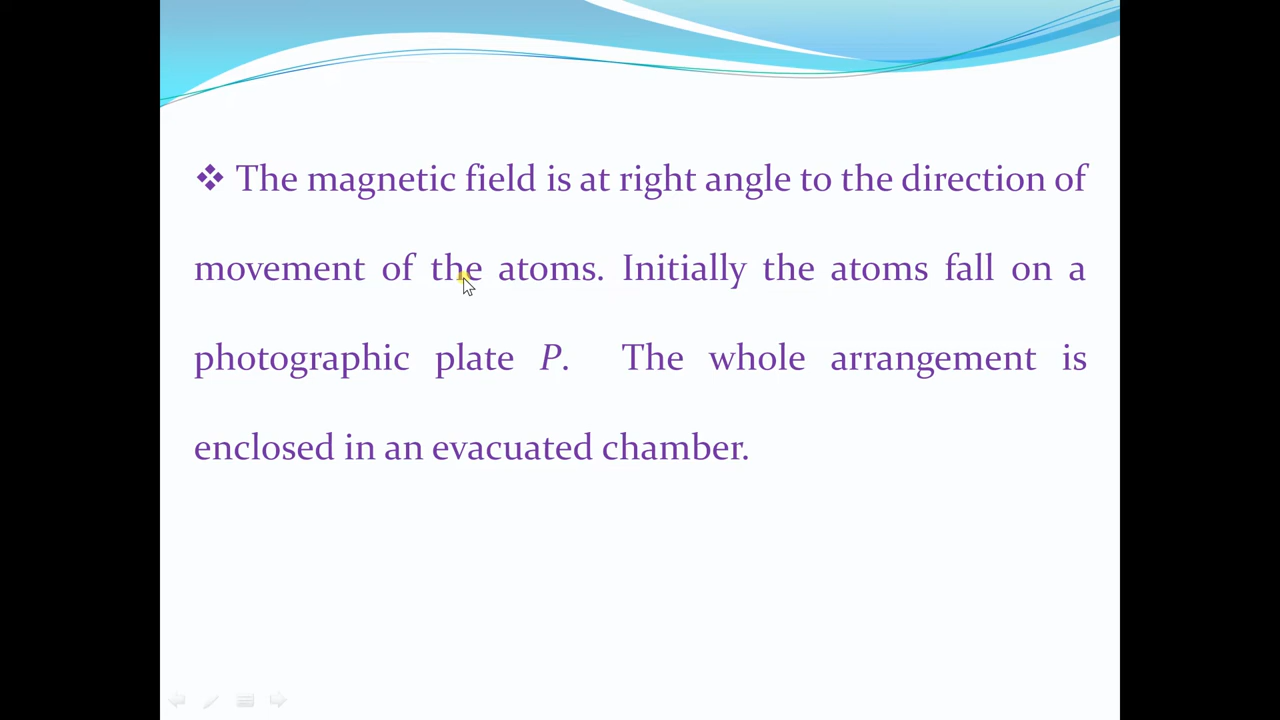 ❖ The magnetic field is at right angle to the direction of
movement of the atoms. Initially the atoms fall on a
photographic plate P. The whole arrangement is
enclosed in an evacuated chamber.